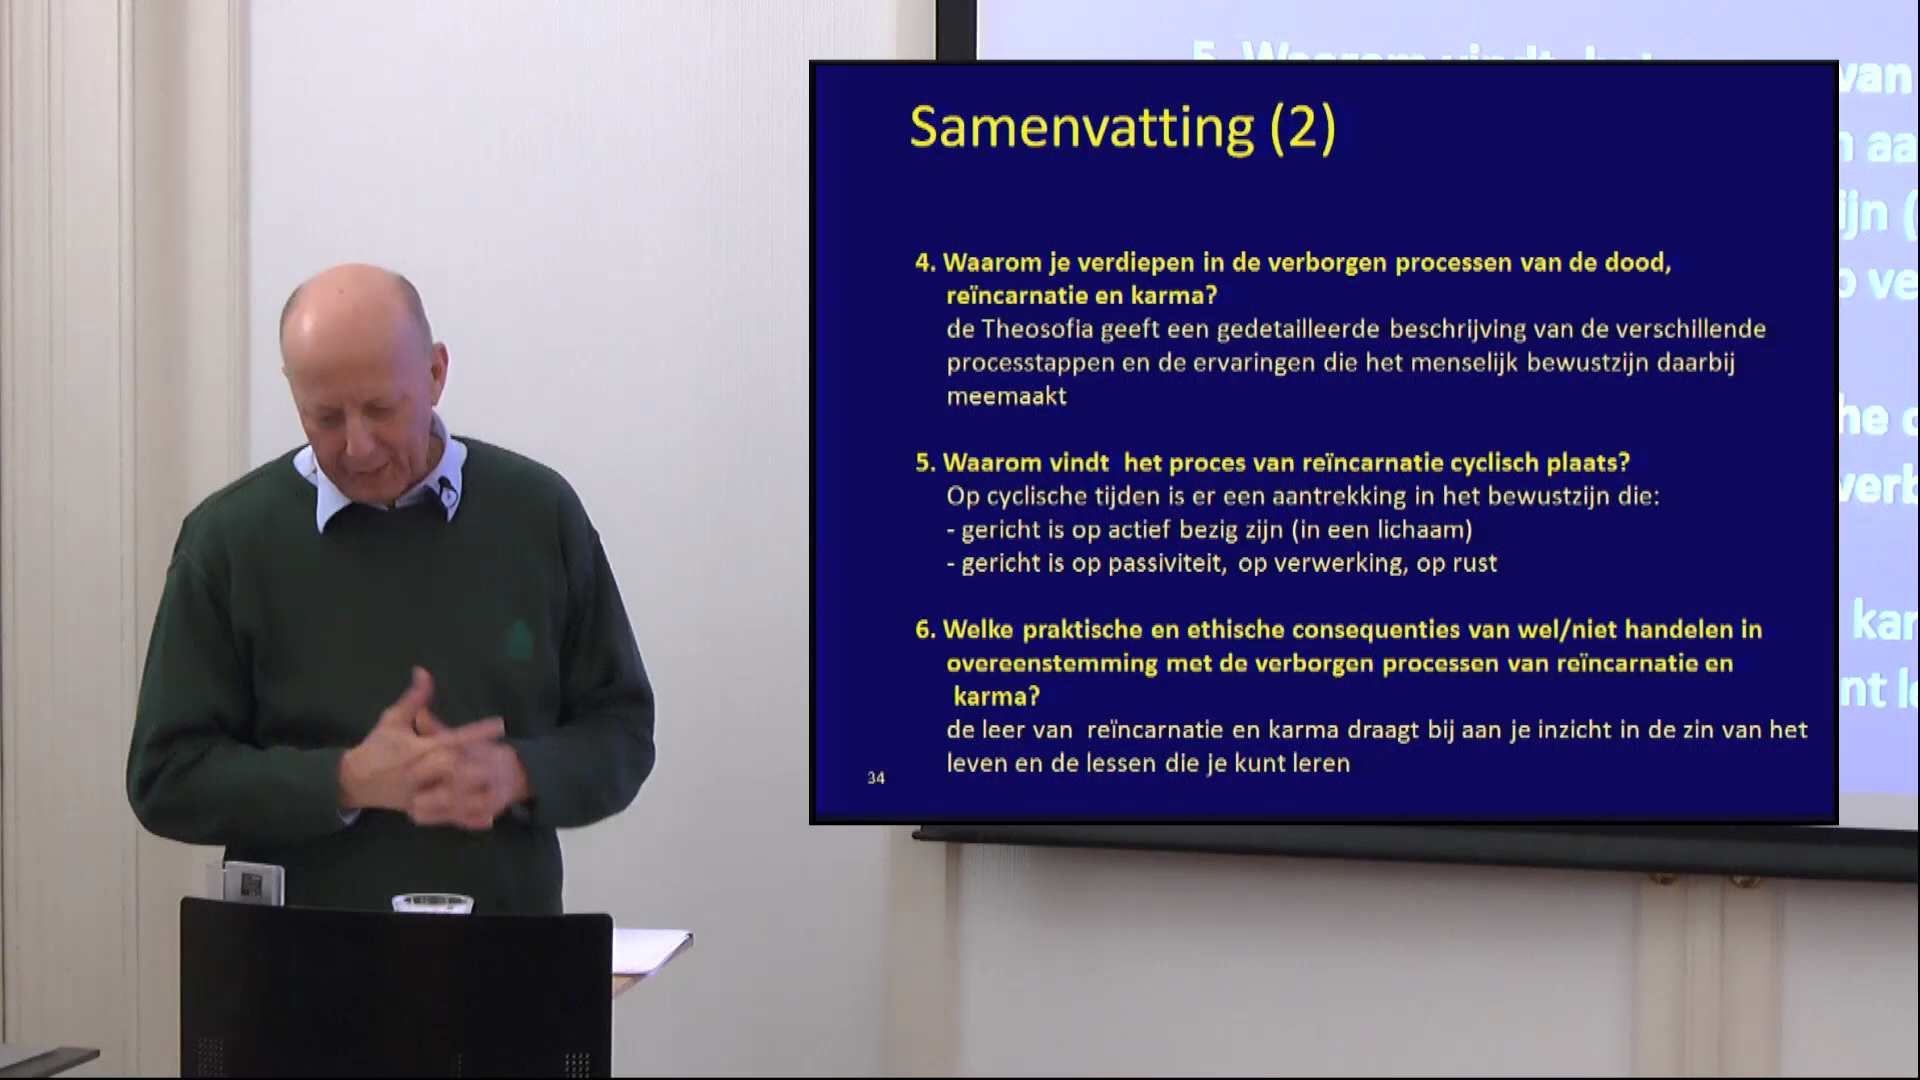 Samenvatting (2)
4. Waarom je verdiepen in de verborgen processen van de dood,
reïncarnatie en karma?
de Theosofia geeft een gedetailleerde beschrijving van de verschillende
processtappen en de ervaringen die het menselijk bewustzijn daarbij
meemaakt
5. Waarom vindt het proces van reïncarnatie cyclisch plaats?
Op cyclische tijden is er een aantrekking in het bewustzijn die:
- gericht is op actief bezig zijn (in een lichaam)
- gericht is op passiviteit, op verwerking, op rust
6. Welke praktische en ethische consequenties van wel/niet handelen in
overeenstemming met de verborgen processen van reïncarnatie en
karma?
de leer van reïncarnatie en karma draagt bij aan je inzicht in de zin van het
leven en de lessen die je kunt leren
34
5. Waarom vindt het
van